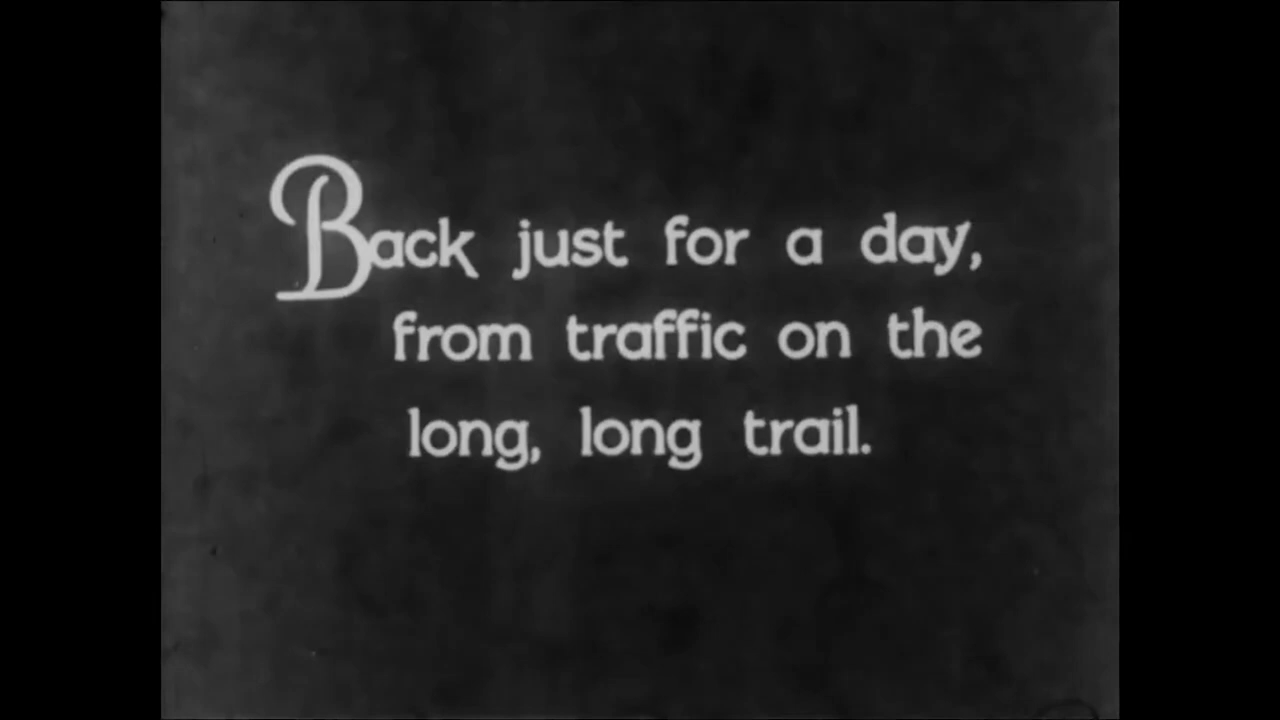 Back just for a day,
from traffic on the
long, long trail.